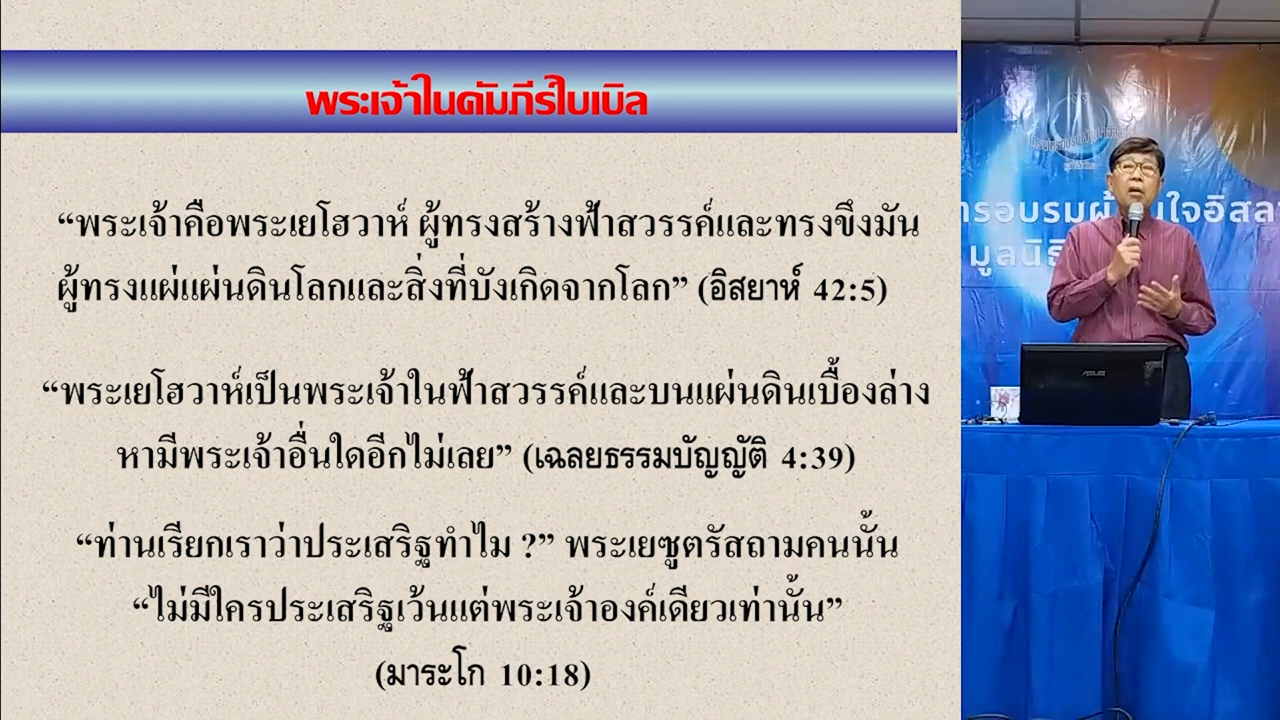 พระเจ้าในคัมภีร์ไบเบิล
“พระเจ้าคือพระเยโฮวาห์ ผู้ทรงสร้างฟ้าสวรรค์และทรงขึงมัน
ผู้ทรงแผ่แผ่นดินโลกและสิ่งที่บังเกิดจากโลก” (อิสยาห์ 42:5)
“พระเยโฮวาห์เป็นพระเจ้าในฟ้าสวรรค์และบนแผ่นดินเบื้องล่าง
หามีพระเจ้าอื่นใดอีกไม่เลย” (เฉลยธรรมบัญญัติ 4:39)
“ท่านเรียกเราว่าประเสริฐทำไม ?” พระเยซูตรัสถามคนนั้น
“ไม่มีใครประเสริฐเว้นแต่พระเจ้าองค์เดียวเท่านั้น”
(มาระโก 10:18)
ASUS